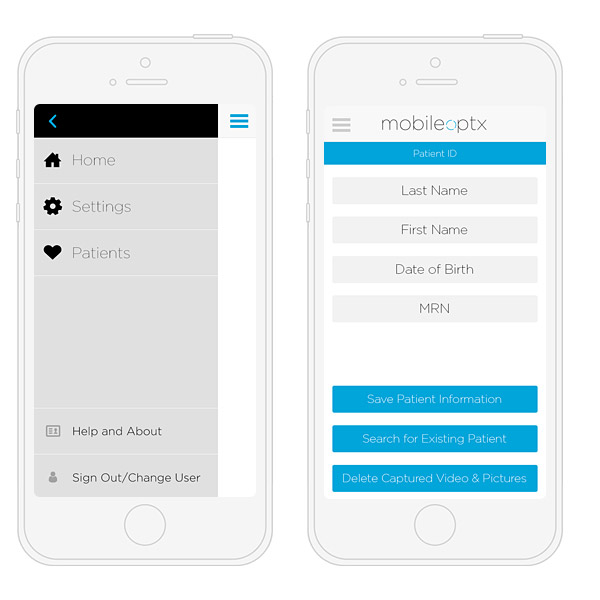 Home
Settings
Patients
Help and About
Sign Out/Change User
mobileoptx
Patient ID
Last Name
First Name
Date of Birth
MRN
Save Patient Information
Search for Existing Patient
Delete Captured Video & Pictures